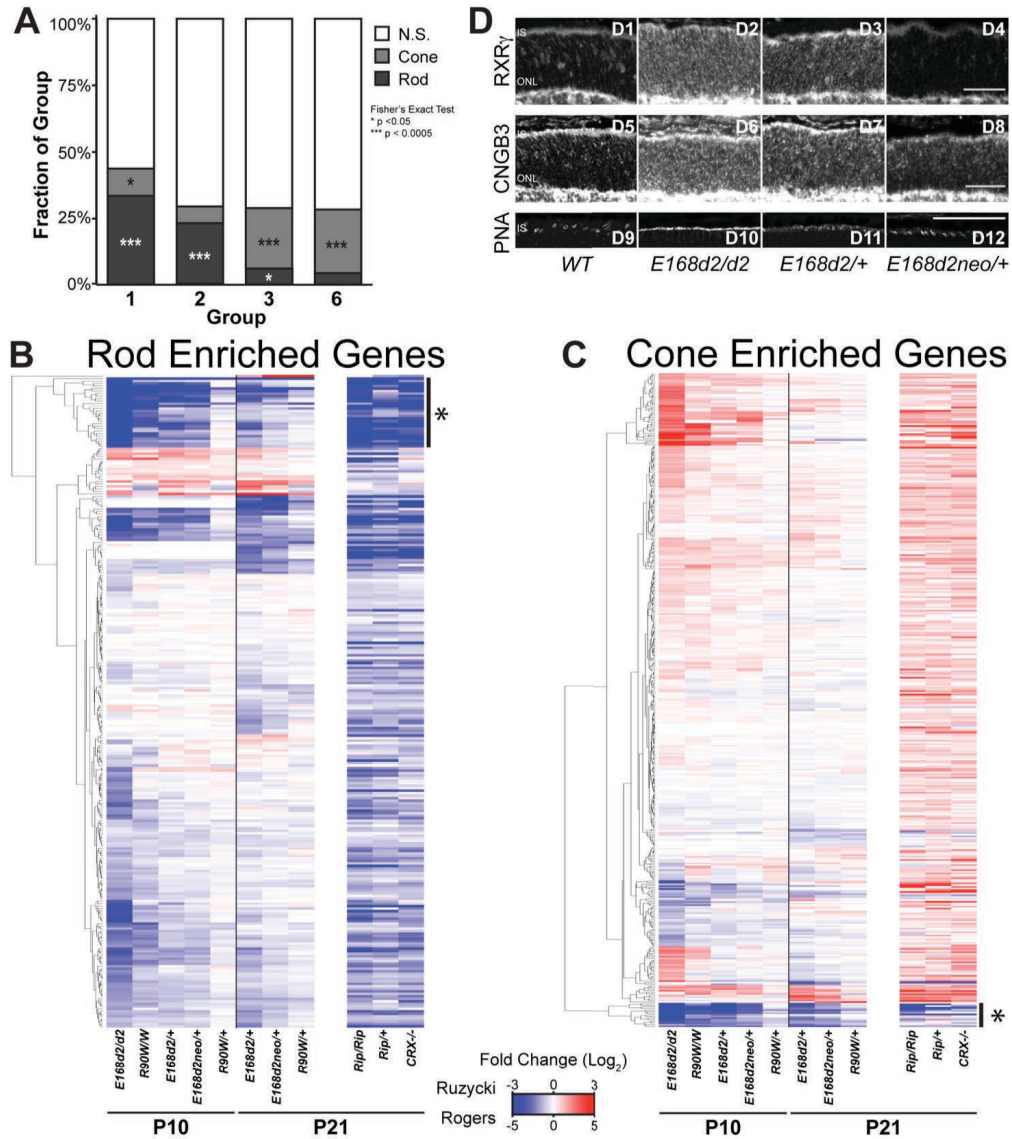 A
100%
75%
50%
25%
0%
Fraction of Group
*
***
***
***
*
***
1 2 3 6
Group
N.S.
Cone
Rod
Fisher's Exact Test
* p <0.05
*** p < 0.0005
D
RXRγ
IS
ONL
D1 D2 D3 D4
CNGB3
IS
ONL
D5 D6 D7 D8
PNA
IS
D9 D10 D11 D12
WT E168d2/d2 E168d2/+ E168d2neo/+
B Rod Enriched Genes
*
E168d2/d2 R90W/W E168d2/+ E168d2neo/+ R90W/+ E168d2/+ E168d2neo/+ R90W/+ Rip/Rip Rip/+ CRX-/-
P10 P21
C Cone Enriched Genes
*
E168d2/d2 R90W/W E168d2/+ E168d2neo/+ R90W/+ E168d2/+ E168d2neo/+ R90W/+ Rip/Rip Rip/+ CRX-/-
P10 P21
Fold Change (Log2)
Ruzycki -3 0 3
Rogers -5 0 5